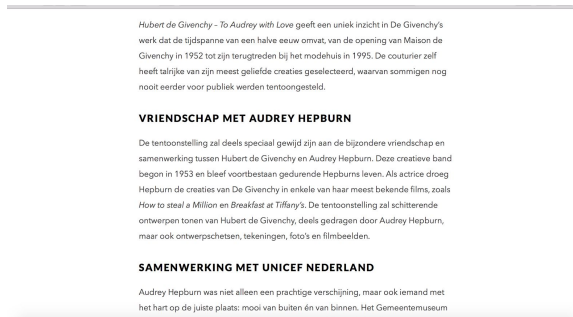 Hubert de Givenchy – To Audrey with Love geeft een uniek inzicht in De Givenchy's
werk dat de tijdspanne van een halve eeuw omvat, van de opening van Maison de
Givenchy in 1952 tot zijn terugtreden bij het modehuis in 1995. De couturier zelf
heeft talrijke van zijn meest geliefde creaties geselecteerd, waarvan sommigen nog
nooit eerder voor publiek werden tentoongesteld.
VRIENDSCHAP MET AUDREY HEPBURN
De tentoonstelling zal deels speciaal gewijd zijn aan de bijzondere vriendschap en
samenwerking tussen Hubert de Givenchy en Audrey Hepburn. Deze creatieve band
begon in 1953 en bleef voortbestaan gedurende Hepburns leven. Als actrice droeg
Hepburn de creaties van De Givenchy in enkele van haar meest bekende films, zoals
How to steal a Million en Breakfast at Tiffany's. De tentoonstelling zal schitterende
ontwerpen tonen van Hubert de Givenchy, deels gedragen door Audrey Hepburn,
maar ook ontwerpschetsen, tekeningen, foto's en filmbeelden.
SAMENWERKING MET UNICEF NEDERLAND
Audrey Hepburn was niet alleen een prachtige verschijning, maar ook iemand met
het hart op de juiste plaats: mooi van buiten én van binnen. Het Gemeentemuseum